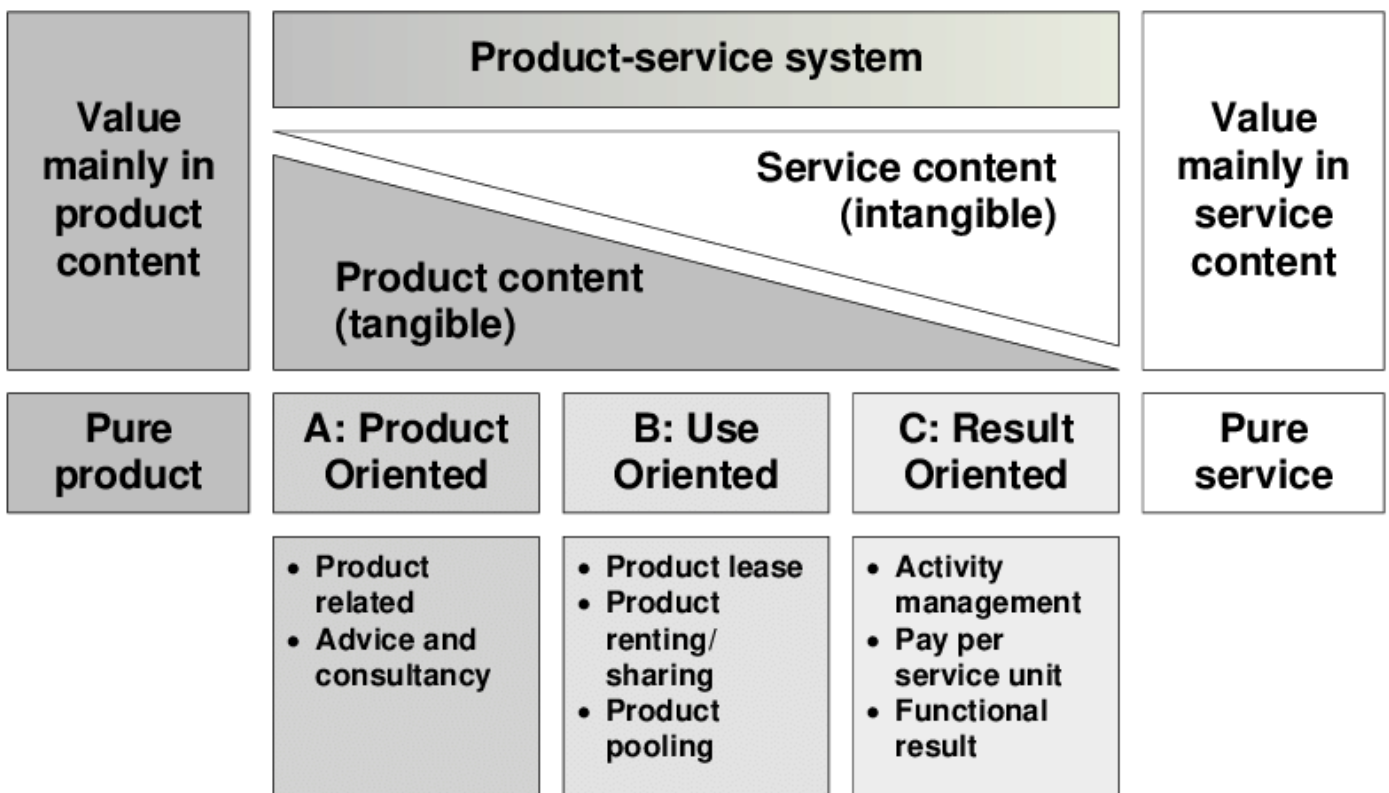 Value
mainly in
product
content
Product-service system
Service content
(intangible)
Product content
(tangible)
Value
mainly in
service
content
Pure
product
A: Product
Oriented
B: Use
Oriented
C: Result
Oriented
Pure
service
• Product
related
• Advice and
consultancy
• Product lease
• Product
renting/
sharing
• Product
pooling
• Activity
management
• Pay per
service unit
• Functional
result